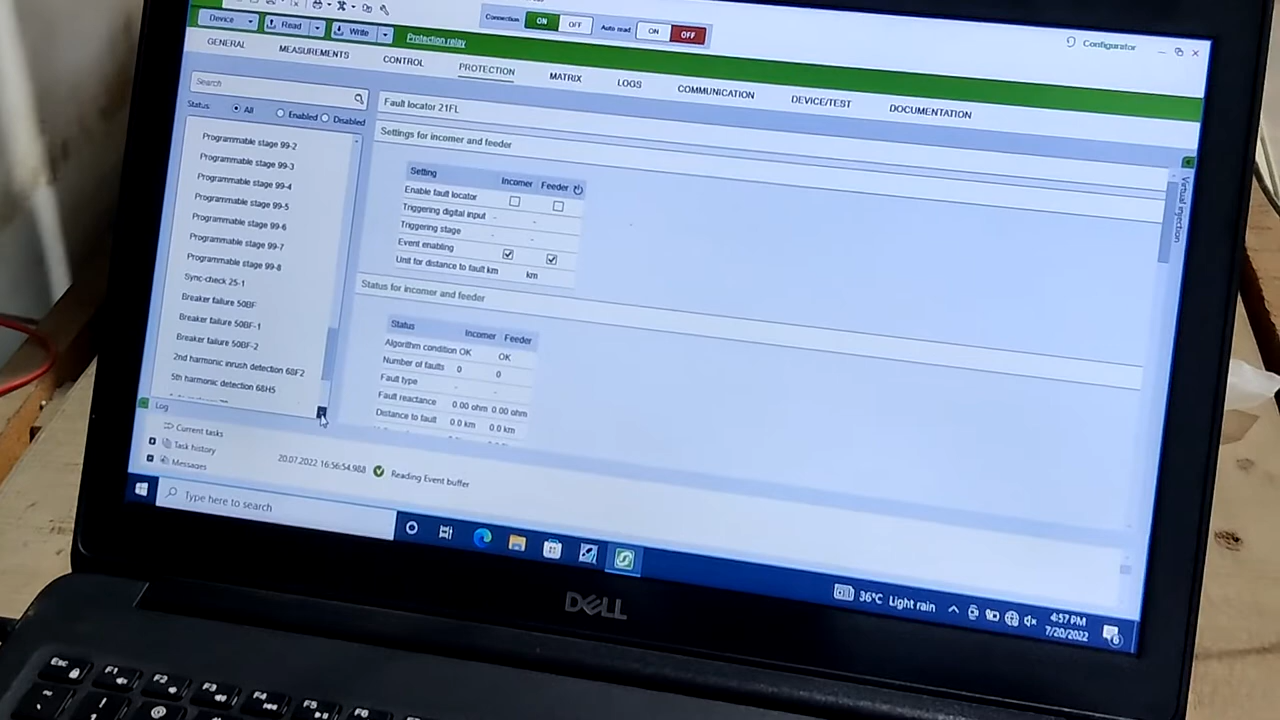 Connection ON OFF Auto read ON OFF
Configurator
Device Read Write Protection relay
GENERAL MEASUREMENTS CONTROL PROTECTION MATRIX LOGS COMMUNICATION DEVICE/TEST DOCUMENTATION
Search
Status: All Enabled Disabled
Programmable stage 99-2
Programmable stage 99-3
Programmable stage 99-4
Programmable stage 99-5
Programmable stage 99-6
Programmable stage 99-7
Programmable stage 99-8
Sync-check 25-1
Breaker failure 50BF
Breaker failure 50BF-1
Breaker failure 50BF-2
2nd harmonic inrush detection 68F2
5th harmonic detection 68H5
Fault locator 21FL
Settings for incomer and feeder
Setting Incomer Feeder
Enable fault locator
Triggering digital input - -
Triggering stage - -
Event enabling
Unit for distance to fault km km
Status for incomer and feeder
Status Incomer Feeder
Algorithm condition OK OK
Number of faults 0 0
Fault type - -
Fault reactance 0.00 ohm 0.00 ohm
Distance to fault 0.0 km 0.0 km
Virtual injection
Log
Current tasks
Task history
Messages
20.07.2022 16:56:54.988 Reading Event buffer
Type here to search
36°C Light rain
4:57 PM
7/20/2022
6
DELL
Esc F1 F2 F3 F4 F5 F6
~ ! @